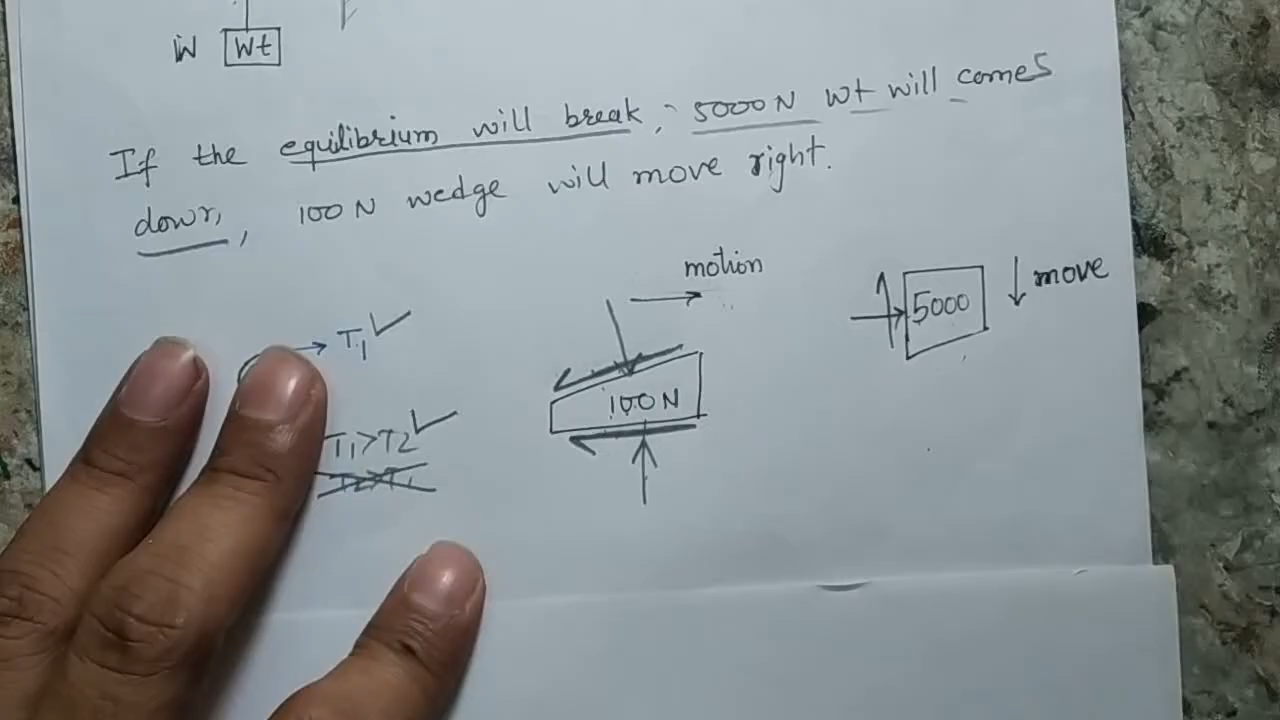 W Wt
If the equilibrium will break, 5000N wt will comes
down, 100N wedge will move right.
motion
move
5000
T1
100N
T1>T2